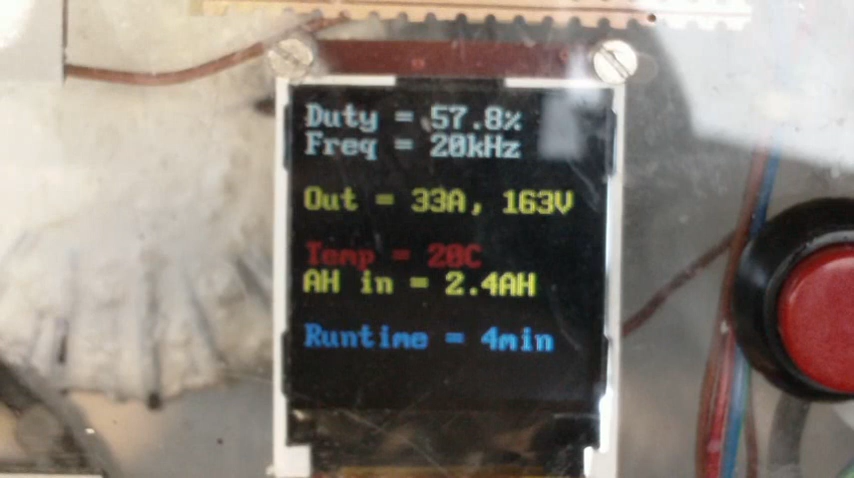 Duty = 57.8%
Freq = 20kHz
Out = 33A, 163V
Temp = 20C
AH in = 2.4AH
Runtime = 4min